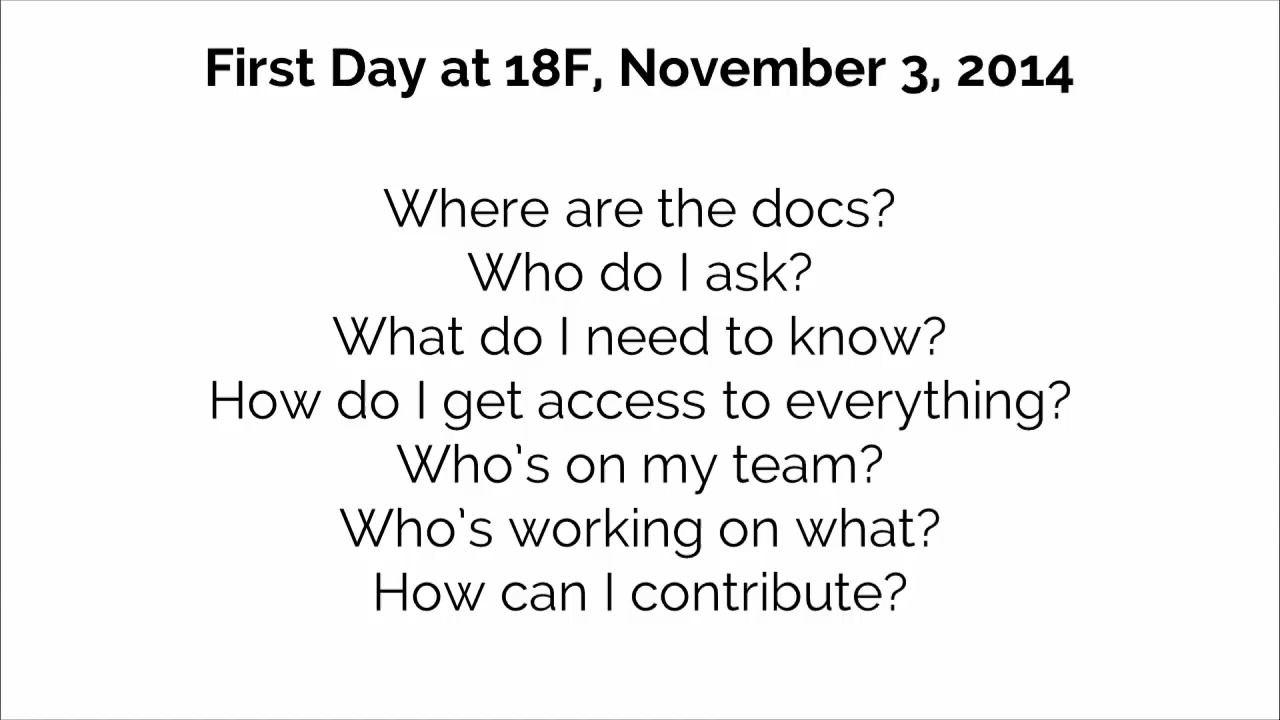 First Day at 18F, November 3, 2014
Where are the docs?
Who do I ask?
What do I need to know?
How do I get access to everything?
Who's on my team?
Who's working on what?
How can I contribute?